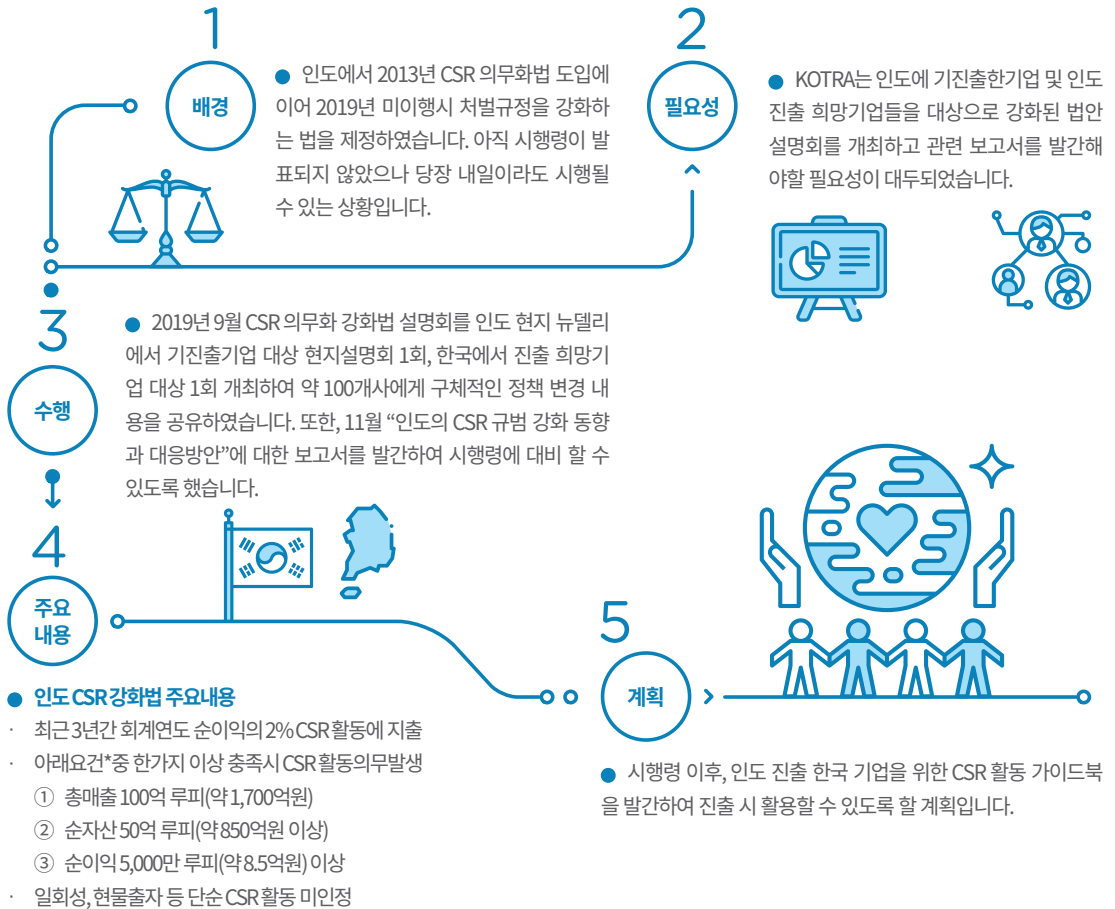 1
배경
● 인도에서 2013년 CSR 의무화법 도입에
이어 2019년 미이행시 처벌규정을 강화하
는 법을 제정하였습니다. 아직 시행령이 발
표되지 않았으나 당장 내일이라도 시행될
수 있는 상황입니다.
2
필요성
● KOTRA는 인도에 기진출한기업 및 인도
진출 희망기업들을 대상으로 강화된 법안
설명회를 개최하고 관련 보고서를 발간해
야할 필요성이 대두되었습니다.
3
수행
● 2019년 9월 CSR 의무화 강화법 설명회를 인도 현지 뉴델리
에서 기진출기업 대상 현지설명회 1회, 한국에서 진출 희망기
업 대상 1회 개최하여 약 100개사에게 구체적인 정책 변경 내
용을 공유하였습니다. 또한, 11월 “인도의 CSR 규범 강화 동향
과 대응방안”에 대한 보고서를 발간하여 시행령에 대비 할 수
있도록 했습니다.
4
주요
내용
● 인도 CSR 강화법 주요내용
· 최근 3년간 회계연도 순이익의 2% CSR 활동에 지출
· 아래요건*중 한가지 이상 충족시 CSR 활동의무발생
① 총매출 100억 루피(약 1,700억원)
② 순자산 50억 루피(약 850억원 이상)
③ 순이익 5,000만 루피(약 8.5억원) 이상
· 일회성, 현물출자 등 단순 CSR 활동 미인정
5
계획
● 시행령 이후, 인도 진출 한국 기업을 위한 CSR 활동 가이드북
을 발간하여 진출 시 활용할 수 있도록 할 계획입니다.